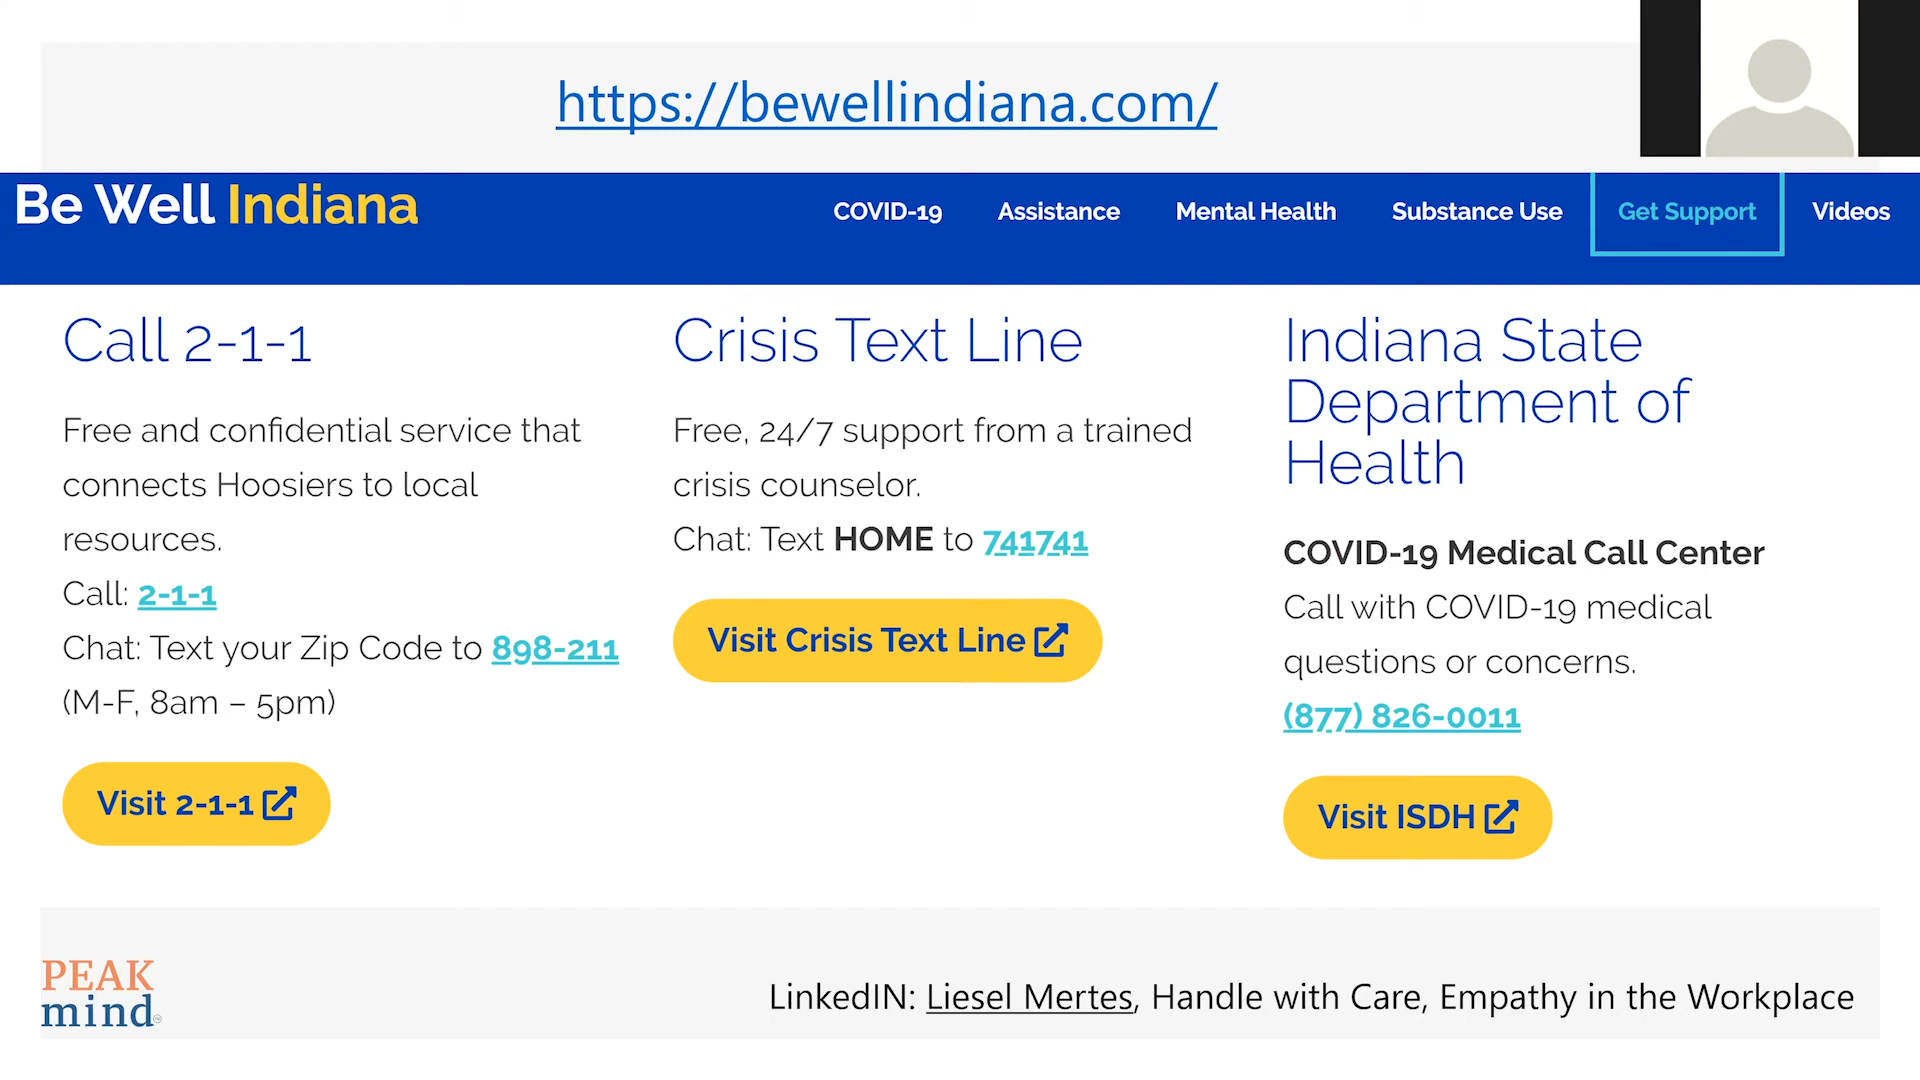 https://bewellindiana.com/
Be Well Indiana
COVID-19
Assistance
Mental Health
Substance Use
Get Support
Videos
Call 2-1-1
Free and confidential service that
connects Hoosiers to local
resources.
Call: 2-1-1
Chat: Text your Zip Code to 898-211
(M-F, 8am – 5pm)
Visit 2-1-1
Crisis Text Line
Free, 24/7 support from a trained
crisis counselor.
Chat: Text HOME to 741741
Visit Crisis Text Line
Indiana State
Department of
Health
COVID-19 Medical Call Center
Call with COVID-19 medical
questions or concerns.
(877) 826-0011
Visit ISDH
PEAK
mind
LinkedIN: Liesel Mertes, Handle with Care, Empathy in the Workplace